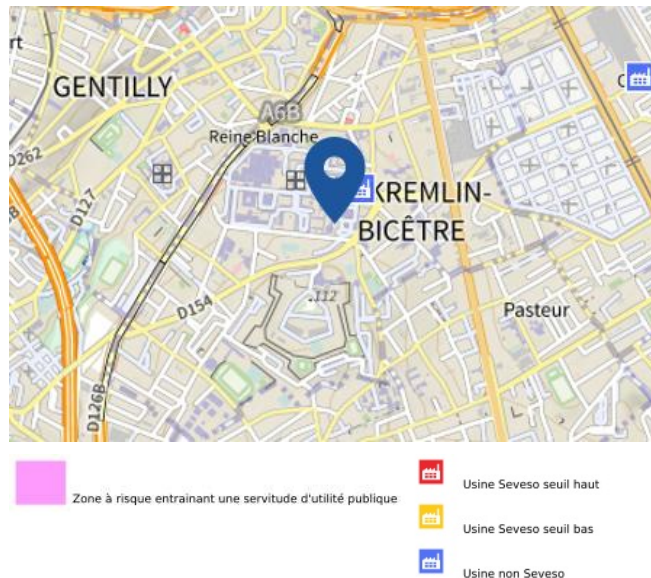 rt
GENTILLY
A6B
Reine Blanche
D262
D127
KREMLIN-
BICÊTRE
112
D154
Pasteur
D126B
Zone à risque entrainant une servitude d'utilité publique
Usine Seveso seuil haut
Usine Seveso seuil bas
Usine non Seveso